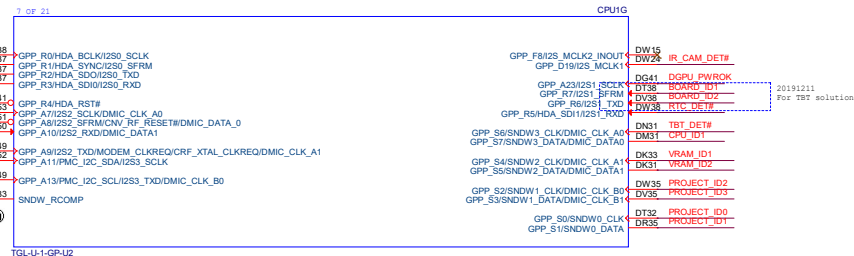 7 OF 21
CPU1G
GPP_R0/HDA_BCLK/I2S0_SCLK
GPP_R1/HDA_SYNC/I2S0_SFRM
GPP_R2/HDA_SDO/I2S0_TXD
GPP_R3/HDA_SDI0/I2S0_RXD
GPP_R4/HDA_RST#
GPP_A7/I2S2_SCLK/DMIC_CLK_A0
GPP_A8/I2S2_SFRM/CNV_RF_RESET#/DMIC_DATA_0
GPP_A10/I2S2_RXD/DMIC_DATA1
GPP_A9/I2S2_TXD/MODEM_CLKREQ/CRF_XTAL_CLKREQ/DMIC_CLK_A1
GPP_A11/PMC_I2C_SDA/I2S3_SCLK
GPP_A13/PMC_I2C_SCL/I2S3_TXD/DMIC_CLK_B0
SNDW_RCOMP
GPP_F8/I2S_MCLK2_INOUT DW15
GPP_D19/I2S_MCLK1 DW24 IR_CAM_DET#
GPP_A23/I2S1_SCLK DG41 DGPU_PWROK
GPP_R7/I2S1_SFRM DT38 BOARD_ID1
GPP_R6/I2S1_TXD DV38 BOARD_ID2
GPP_R5/HDA_SDI1/I2S1_RXD DW38 RTC_DET#
20191211
For TBT solution
GPP_S6/SNDW3_CLK/DMIC_CLK_A0 DN31 TBT_DET#
GPP_S7/SNDW3_DATA/DMIC_DATA0 DM31 CPU_ID1
GPP_S4/SNDW2_CLK/DMIC_CLK_A1 DK33 VRAM_ID1
GPP_S5/SNDW2_DATA/DMIC_DATA1 DK31 VRAM_ID2
GPP_S2/SNDW1_CLK/DMIC_CLK_B0 DW35 PROJECT_ID2
GPP_S3/SNDW1_DATA/DMIC_CLK_B1 DV35 PROJECT_ID3
GPP_S0/SNDW0_CLK DT32 PROJECT_ID0
GPP_S1/SNDW0_DATA DR35 PROJECT_ID1
TGL-U-1-GP-U2